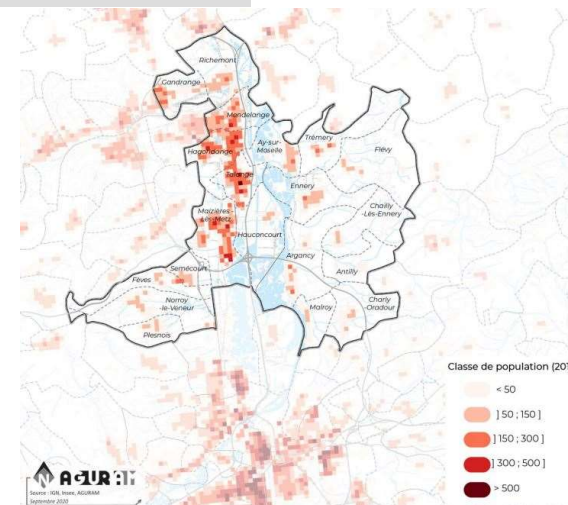 Richemont
Gandrange
Mondelange
Ay-sur-
Moselle
Trémery
Flévy
Hagondange
Talange
Ennery
Chailly
Lès-Ennery
Maizières-
Lès-Metz
Hauconcourt
Argancy
Semécourt
Antilly
Fèves
Norroy
-le-Veneur
Malroy
Charly
-Oradour
Plesnois
Classe de population (201
< 50
] 50 ; 150 ]
] 150 ; 300 ]
] 300 ; 500 ]
> 500
N
AGURAM
Source : IGN, Insee, AGURAM
Septembre 2020